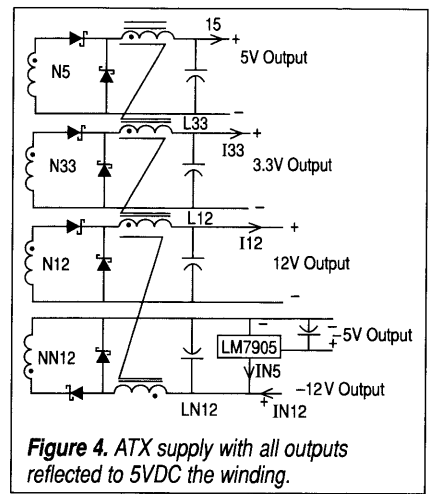 15
+
N5
5V Output
−
L33
+
I33
N33
3.3V Output
−
L12
+
I12
N12
12V Output
−
NN12
−
−
LM7905
−5V Output
+
IN5
−12V Output
LN12
+
IN12
Figure 4. ATX supply with all outputs
reflected to 5VDC the winding.